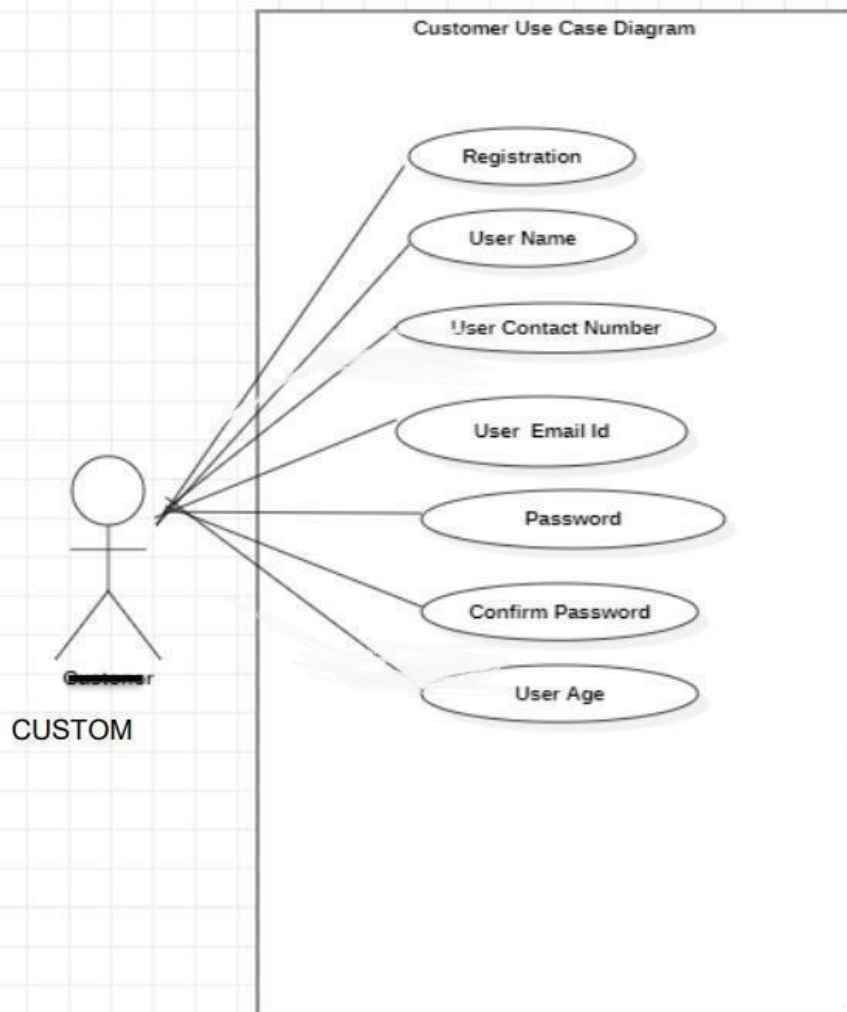 Customer Use Case Diagram
Registration
User Name
User Contact Number
User Email Id
Password
Confirm Password
User Age
CUSTOM